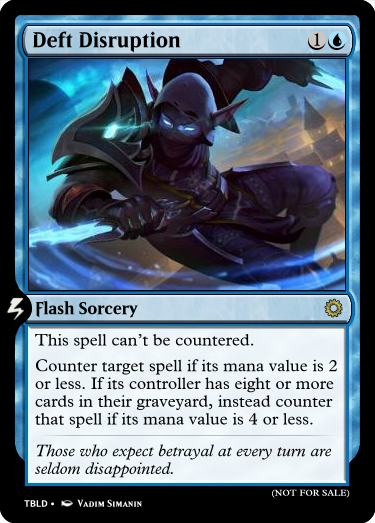 Deft Disruption 1
Flash Sorcery
This spell can't be countered.
Counter target spell if its mana value is 2
or less. If its controller has eight or more
cards in their graveyard, instead counter
that spell if its mana value is 4 or less.
Those who expect betrayal at every turn are
seldom disappointed.
(NOT FOR SALE)
TBLD • Vadim Simanin